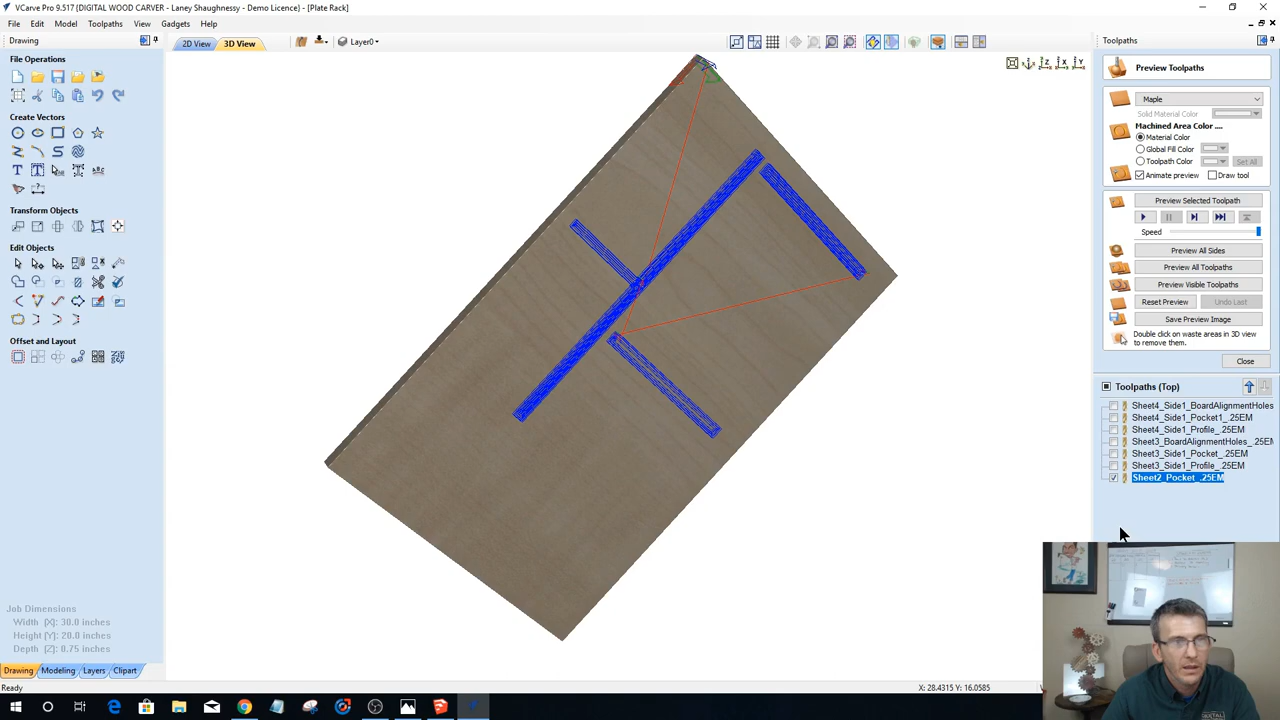 VCarve Pro 9.517 {DIGITAL WOOD CARVER - Laney Shaughnessy - Demo Licence} - [Plate Rack]
File Edit Model Toolpaths View Gadgets Help
Drawing
2D View 3D View
Layer0
Toolpaths
File Operations
Create Vectors
Transform Objects
Edit Objects
Offset and Layout
Job Dimensions
Width (X): 30.0 inches
Height (Y): 20.0 inches
Depth (Z): 0.75 inches
Drawing Modeling Layers Clipart
Ready
X: 28.4315 Y: 16.0585
Preview Toolpaths
Maple
Solid Material Color
Machined Area Color ....
Material Color
Global Fill Color
Toolpath Color
Set All
Animate preview
Draw tool
Preview Selected Toolpath
Speed
Preview All Sides
Preview All Toolpaths
Preview Visible Toolpaths
Reset Preview
Undo Last
Save Preview Image
Double click on waste areas in 3D view
to remove them.
Close
Toolpaths (Top)
Sheet4_Side1_BoardAlignmentHoles
Sheet4_Side1_Pocket1_.25EM
Sheet4_Side1_Profile_.25EM
Sheet3_BoardAlignmentHoles_.25EM
Sheet3_Side1_Pocket_.25EM
Sheet3_Side1_Profile_.25EM
Sheet2_Pocket_.25EM